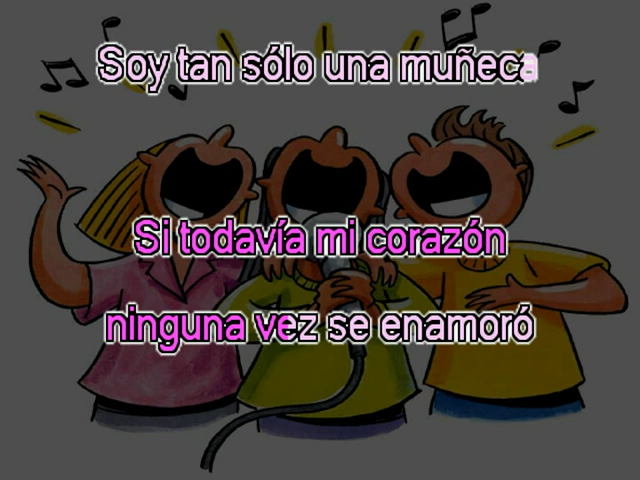 Soy tan sólo una muñeca
Si todavía mi corazón
ninguna vez se enamoró